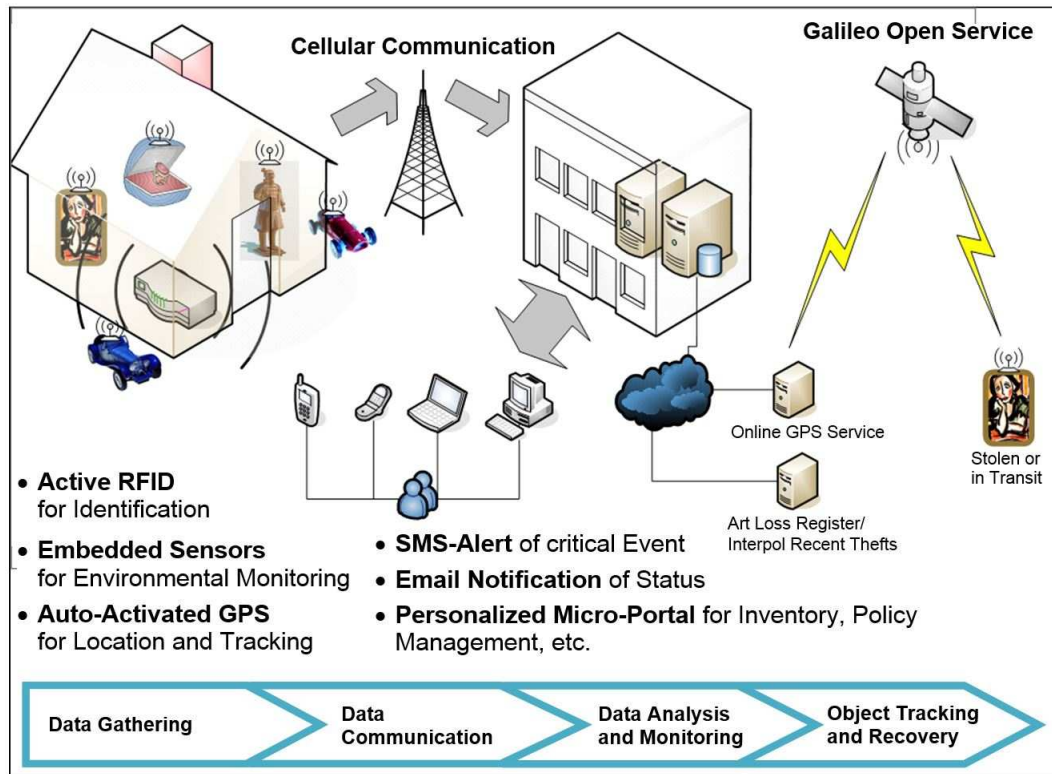 Cellular Communication
Galileo Open Service
Online GPS Service
Stolen or
in Transit
Art Loss Register/
Interpol Recent Thefts
• Active RFID
for Identification
• Embedded Sensors
for Environmental Monitoring
• Auto-Activated GPS
for Location and Tracking
• SMS-Alert of critical Event
• Email Notification of Status
• Personalized Micro-Portal for Inventory, Policy
Management, etc.
Data Gathering
Data
Communication
Data Analysis
and Monitoring
Object Tracking
and Recovery